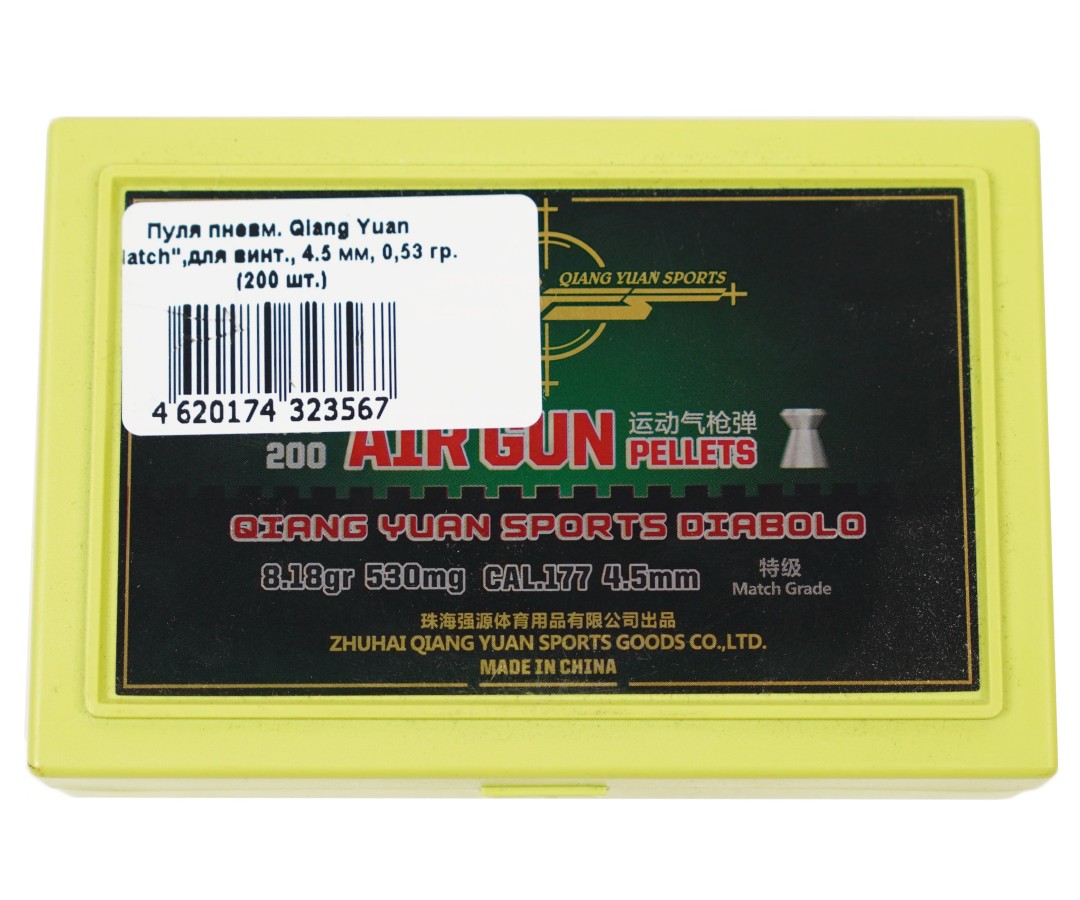 Пуля пневм. Qiang Yuan
latch",для винт., 4.5 мм, 0,53 гр.
(200 шт.)
4 620174 323567
QIANG YUAN SPORTS
200 AIR GUN 运动气枪弹
PELLETS
QIANG YUAN SPORTS DIABOLO
8.18gr 530mg CAL.177 4.5mm 特级
Match Grade
珠海强源体育用品有限公司出品
ZHUHAI QIANG YUAN SPORTS GOODS CO.,LTD.
MADE IN CHINA